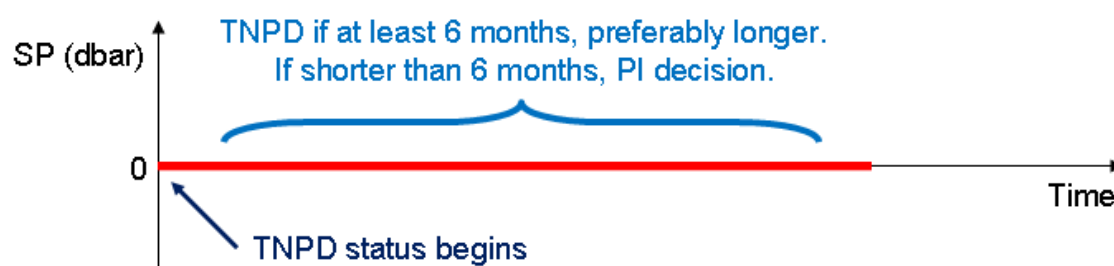 TNPD if at least 6 months, preferably longer.
SP (dbar)
If shorter than 6 months, PI decision.
0
Time
TNPD status begins